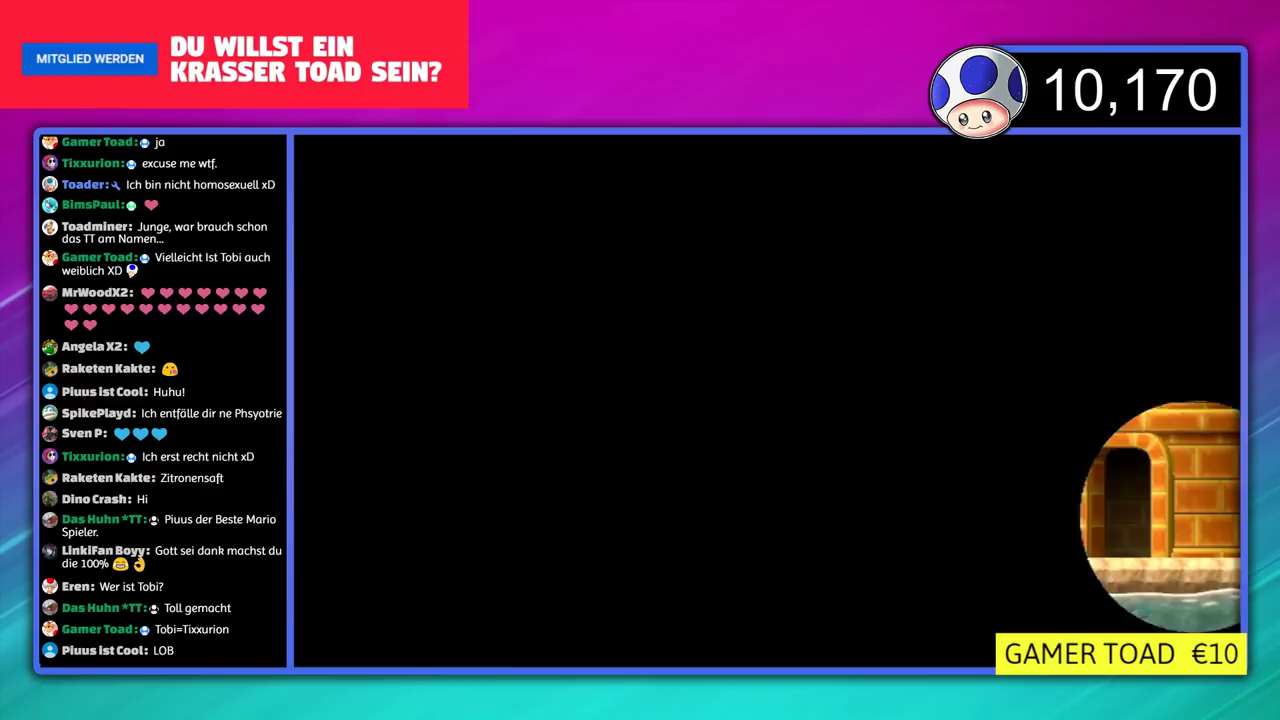 MITGLIED WERDEN
DU WILLST EIN
KRASSER TOAD SEIN?
10,170
Gamer Toad: ja
Tixxurion: excuse me wtf.
Toader: Ich bin nicht homosexuell xD
BimsPaul:
Toadminer: Junge, war brauch schon
das TT am Namen...
Gamer Toad: Vielleicht Ist Tobi auch
weiblich XD
MrWoodX2:
Angela X2:
Raketen Kakte:
Piuus ist Cool: Huhu!
SpikePlayd: Ich entfälle dir ne Phsyotrie
Sven P:
Tixxurion: Ich erst recht nicht xD
Raketen Kakte: Zitronensaft
Dino Crash: Hi
Das Huhn *TT: Piuus der Beste Mario
Spieler.
LinkiFan Boyy: Gott sei dank machst du
die 100%
Eren: Wer ist Tobi?
Das Huhn *TT: Toll gemacht
Gamer Toad: Tobi=Tixxurion
Piuus ist Cool: LOB
GAMER TOAD €10